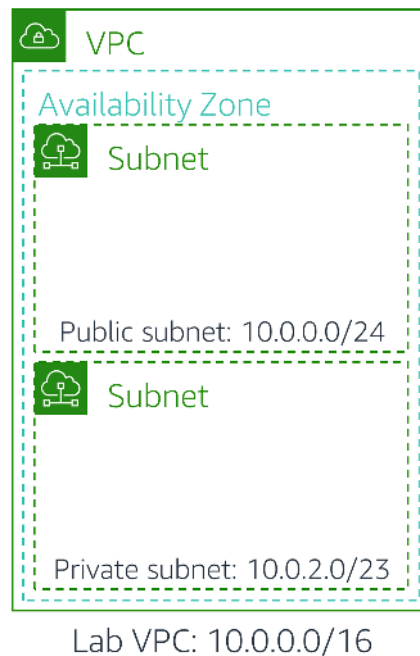 VPC
Availability Zone
Subnet
Public subnet: 10.0.0.0/24
Subnet
Private subnet: 10.0.2.0/23
Lab VPC: 10.0.0.0/16